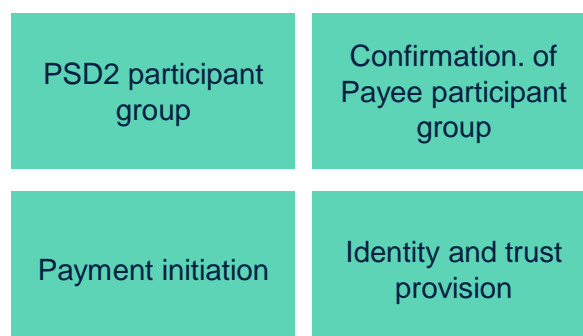 PSD2 participant
group
Confirmation. of
Payee participant
group
Payment initiation
Identity and trust
provision